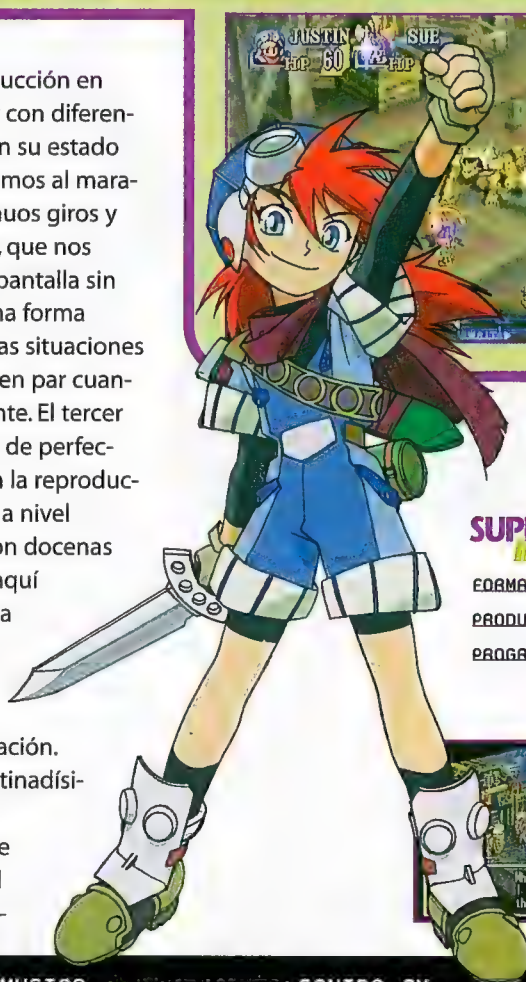 ucción en
con diferen-
n su estado
mos al mara-
uos giros y
, que nos
pantalla sin
na forma
as situaciones
en par cuan-
nte. El tercer
de perfec-
n la reproduc-
a nivel
on docenas
aquí
a
ación.
tinadísi-
e
JUSTIN SUE
HP 60 HP
SUP
FORMA
PRODU
PROGRA